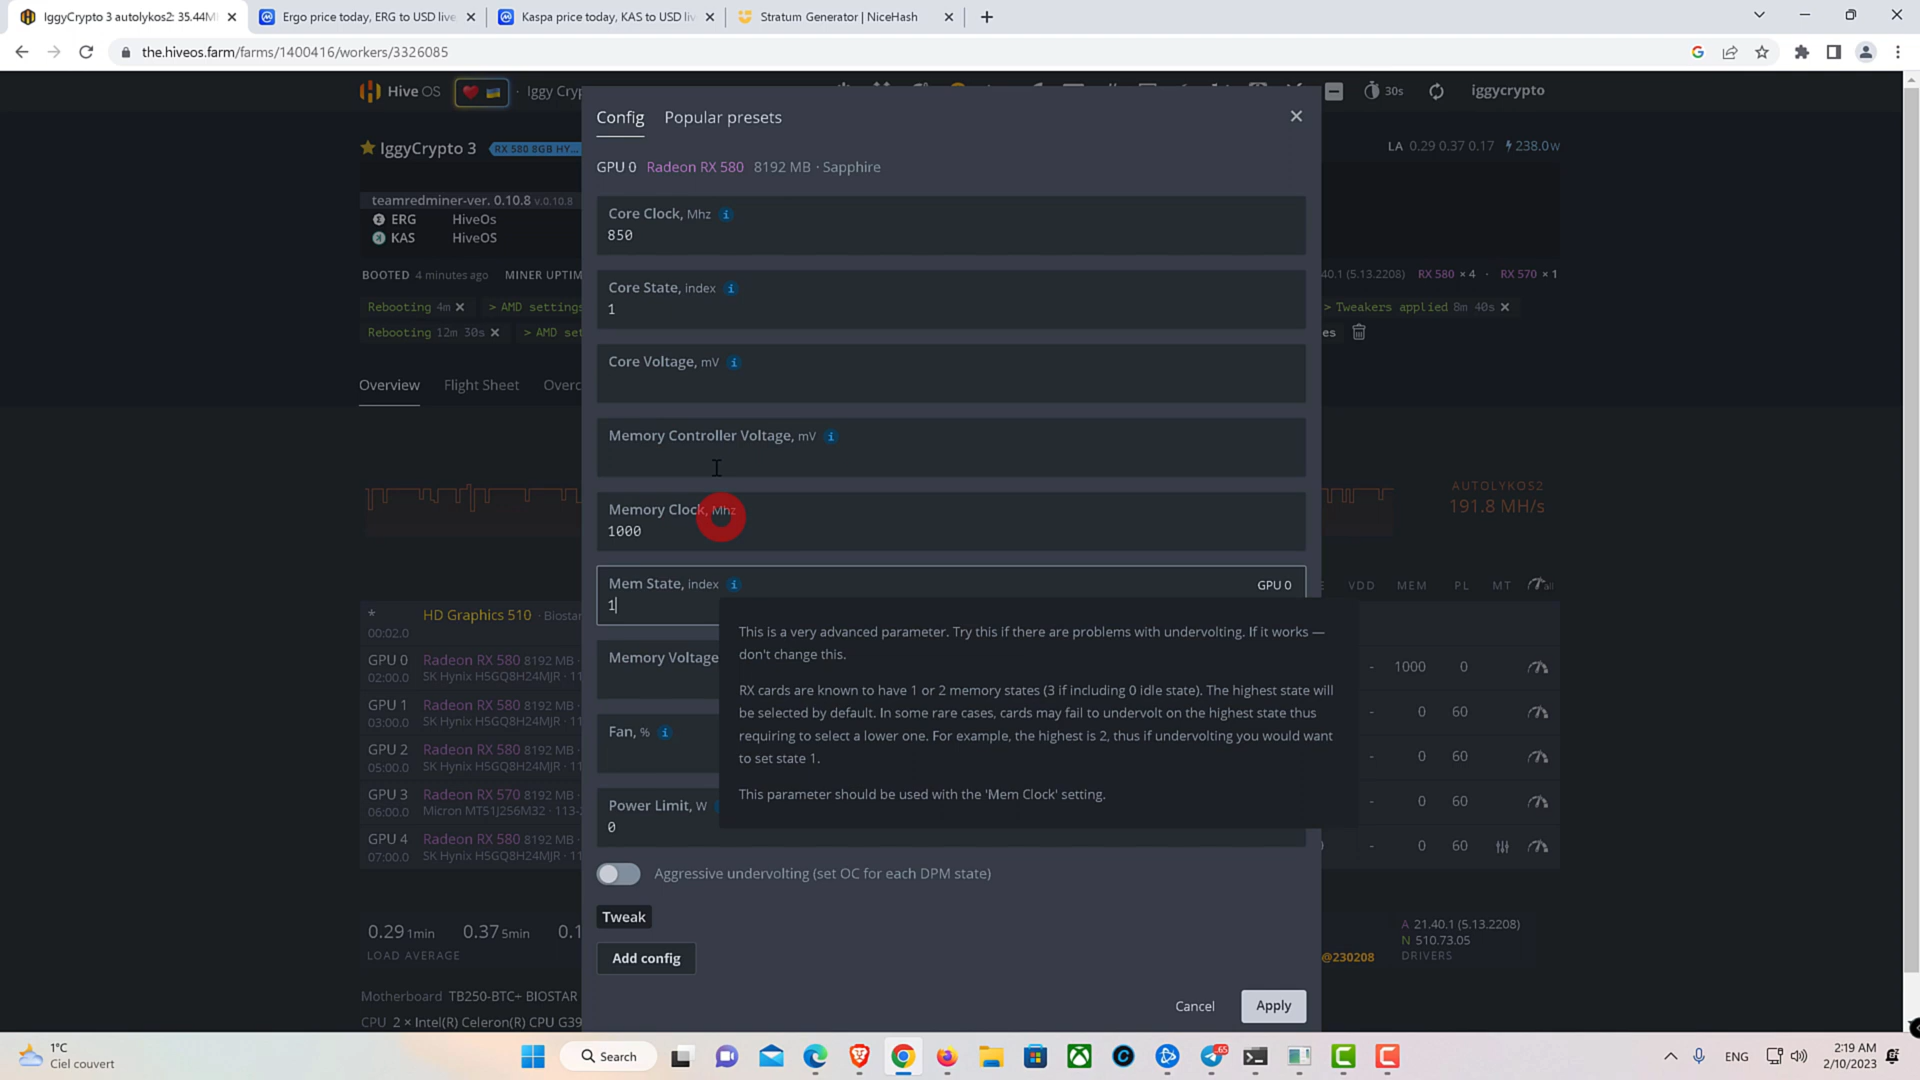 IggyCrypto 3 autolykos2: 35.44M
Ergo price today, ERG to USD live
Kaspa price today, KAS to USD liv
Stratum Generator | NiceHash
the.hiveos.farm/farms/1400416/workers/3326085
Hive OS
Iggy Cryp
30s
iggycrypto
Config
Popular presets
IggyCrypto 3
RX 580 8GB HY...
LA 0.29 0.37 0.17
238.0w
GPU 0 Radeon RX 580 8192 MB · Sapphire
teamredminer-ver. 0.10.8 v.0.10.8
ERG HiveOs
KAS HiveOS
Core Clock, Mhz
850
BOOTED 4 minutes ago MINER UPTIM
40.1 (5.13.2208) RX 580 × 4 · RX 570 × 1
Core State, index
1
Rebooting 4m
> AMD settings
> Tweakers applied 8m 40s
Rebooting 12m 30s
> AMD set
es
Core Voltage, mV
Overview
Flight Sheet
Overc
Memory Controller Voltage, mV
AUTOLYKOS2
191.8 MH/s
Memory Clock, Mhz
1000
Mem State, index
GPU 0
1
VDD MEM PL MT
all
This is a very advanced parameter. Try this if there are problems with undervolting. If it works —
don't change this.
RX cards are known to have 1 or 2 memory states (3 if including 0 idle state). The highest state will
be selected by default. In some rare cases, cards may fail to undervolt on the highest state thus
requiring to select a lower one. For example, the highest is 2, thus if undervolting you would want
to set state 1.
This parameter should be used with the 'Mem Clock' setting.
Memory Voltage
Fan, %
Power Limit, W
0
* HD Graphics 510 · Biostar
00:02.0
GPU 0 Radeon RX 580 8192 MB ·
02:00.0 SK Hynix H5GQ8H24MJR · 11
- 1000 0
GPU 1 Radeon RX 580 8192 MB ·
03:00.0 SK Hynix H5GQ8H24MJR · 11
- 0 60
GPU 2 Radeon RX 580 8192 MB ·
05:00.0 SK Hynix H5GQ8H24MJR · 11
- 0 60
GPU 3 Radeon RX 570 8192 MB ·
06:00.0 Micron MT51J256M32 · 113-2
- 0 60
GPU 4 Radeon RX 580 8192 MB ·
07:00.0 SK Hynix H5GQ8H24MJR · 11
- 0 60
Aggressive undervolting (set OC for each DPM state)
Tweak
Add config
Cancel
Apply
0.29 1min 0.37 5min 0.1
LOAD AVERAGE
A 21.40.1 (5.13.2208)
N 510.73.05
DRIVERS
@230208
Motherboard TB250-BTC+ BIOSTAR
CPU 2 × Intel(R) Celeron(R) CPU G39
1°C
Ciel couvert
Search
65
ENG
2:19 AM
2/10/2023